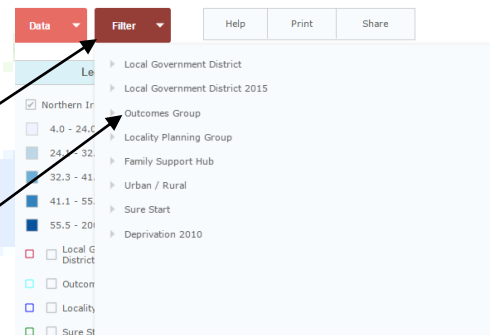 Data
Filter
Help
Print
Share
Le
Northern Ir
4.0 - 24.0
24.1 - 32.
32.3 - 41.
41.1 - 55.
55.5 - 20
Local G
District
Outcom
Locality
Sure St
Local Government District
Local Government District 2015
Outcomes Group
Locality Planning Group
Family Support Hub
Urban / Rural
Sure Start
Deprivation 2010